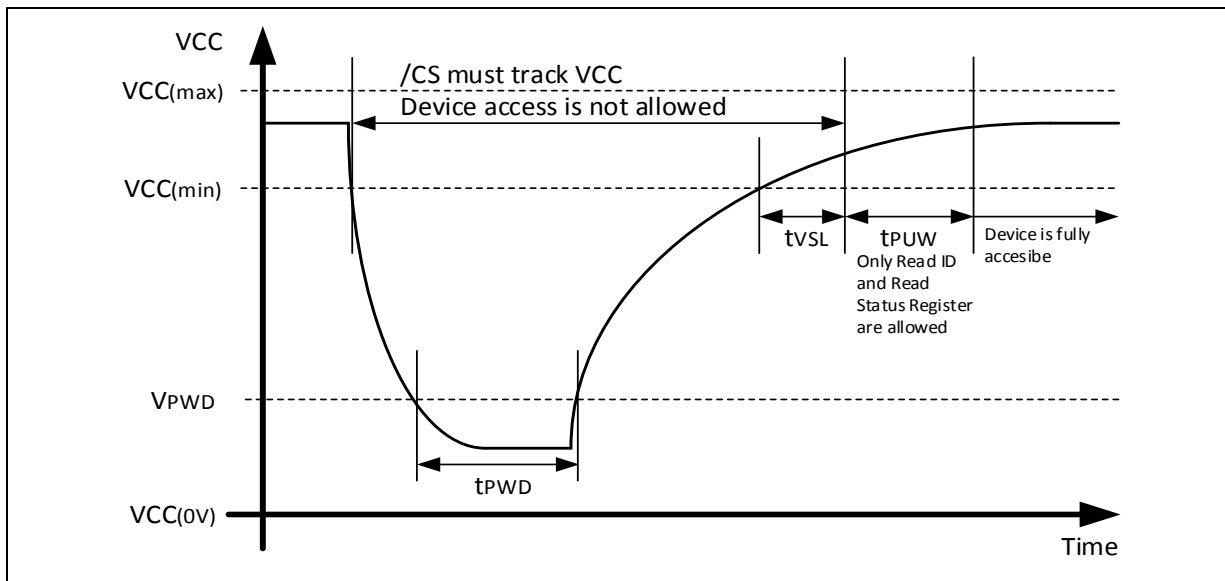 VCC
/CS must track VCC
VCC(max)
Device access is not allowed
VCC(min)
tVSL
tPUW
Device is fully
accesibe
Only Read ID
and Read
Status Register
are allowed
VPWD
tPWD
VCC(0V)
Time